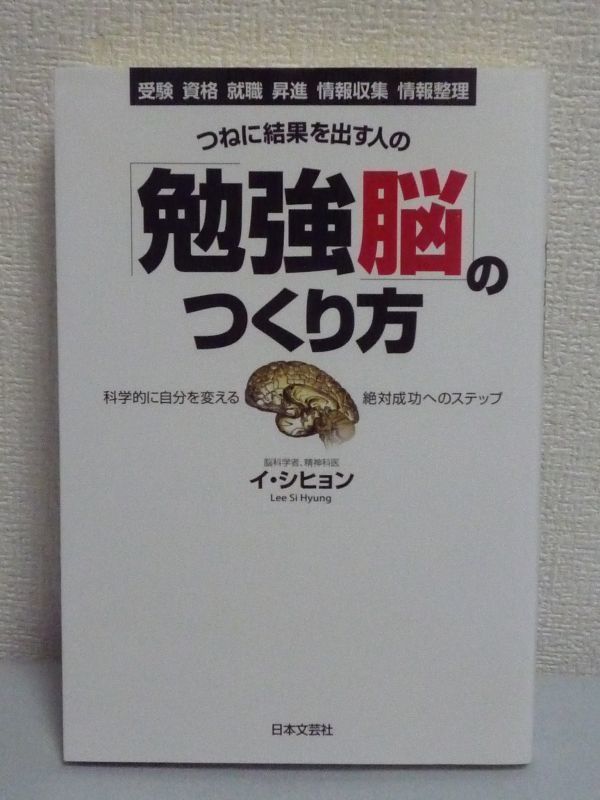 受験 資格 就職 昇進 情報収集 情報整理
つねに結果を出す人の
「勉強脳」の
つくり方
科学的に自分を変える 絶対成功へのステップ
脳科学者、精神科医
イ・シヒョン
Lee Si Hyung
日本文芸社